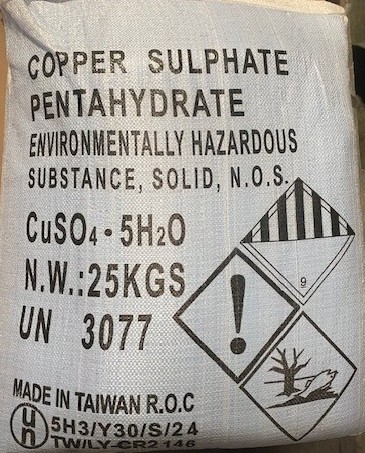 COPPER SULPHATE
PENTAHYDRATE
ENVIRONMENTALLY HAZARDOUS
SUBSTANCE, SOLID, N.O.S.
CuSO4·5H2O
N.W.:25KGS
UN 3077
9
MADE IN TAIWAN R.O.C
un 5H3/Y30/S/24
TW/LY-CR2146